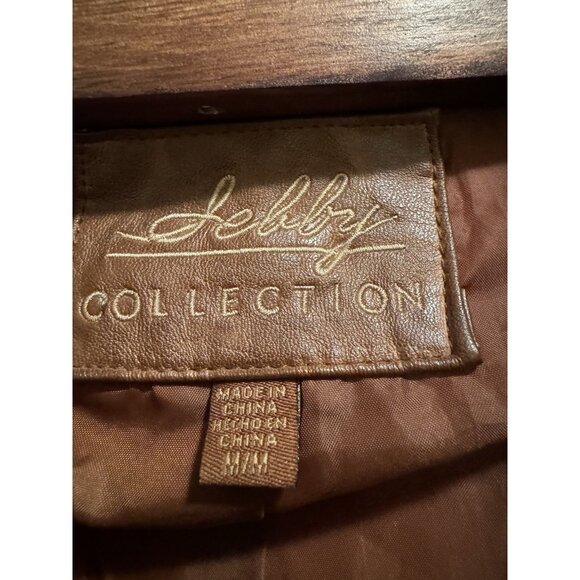 Sebby
COLLECTION
MADE IN
CHINA
HECHO EN
CHINA
M/M